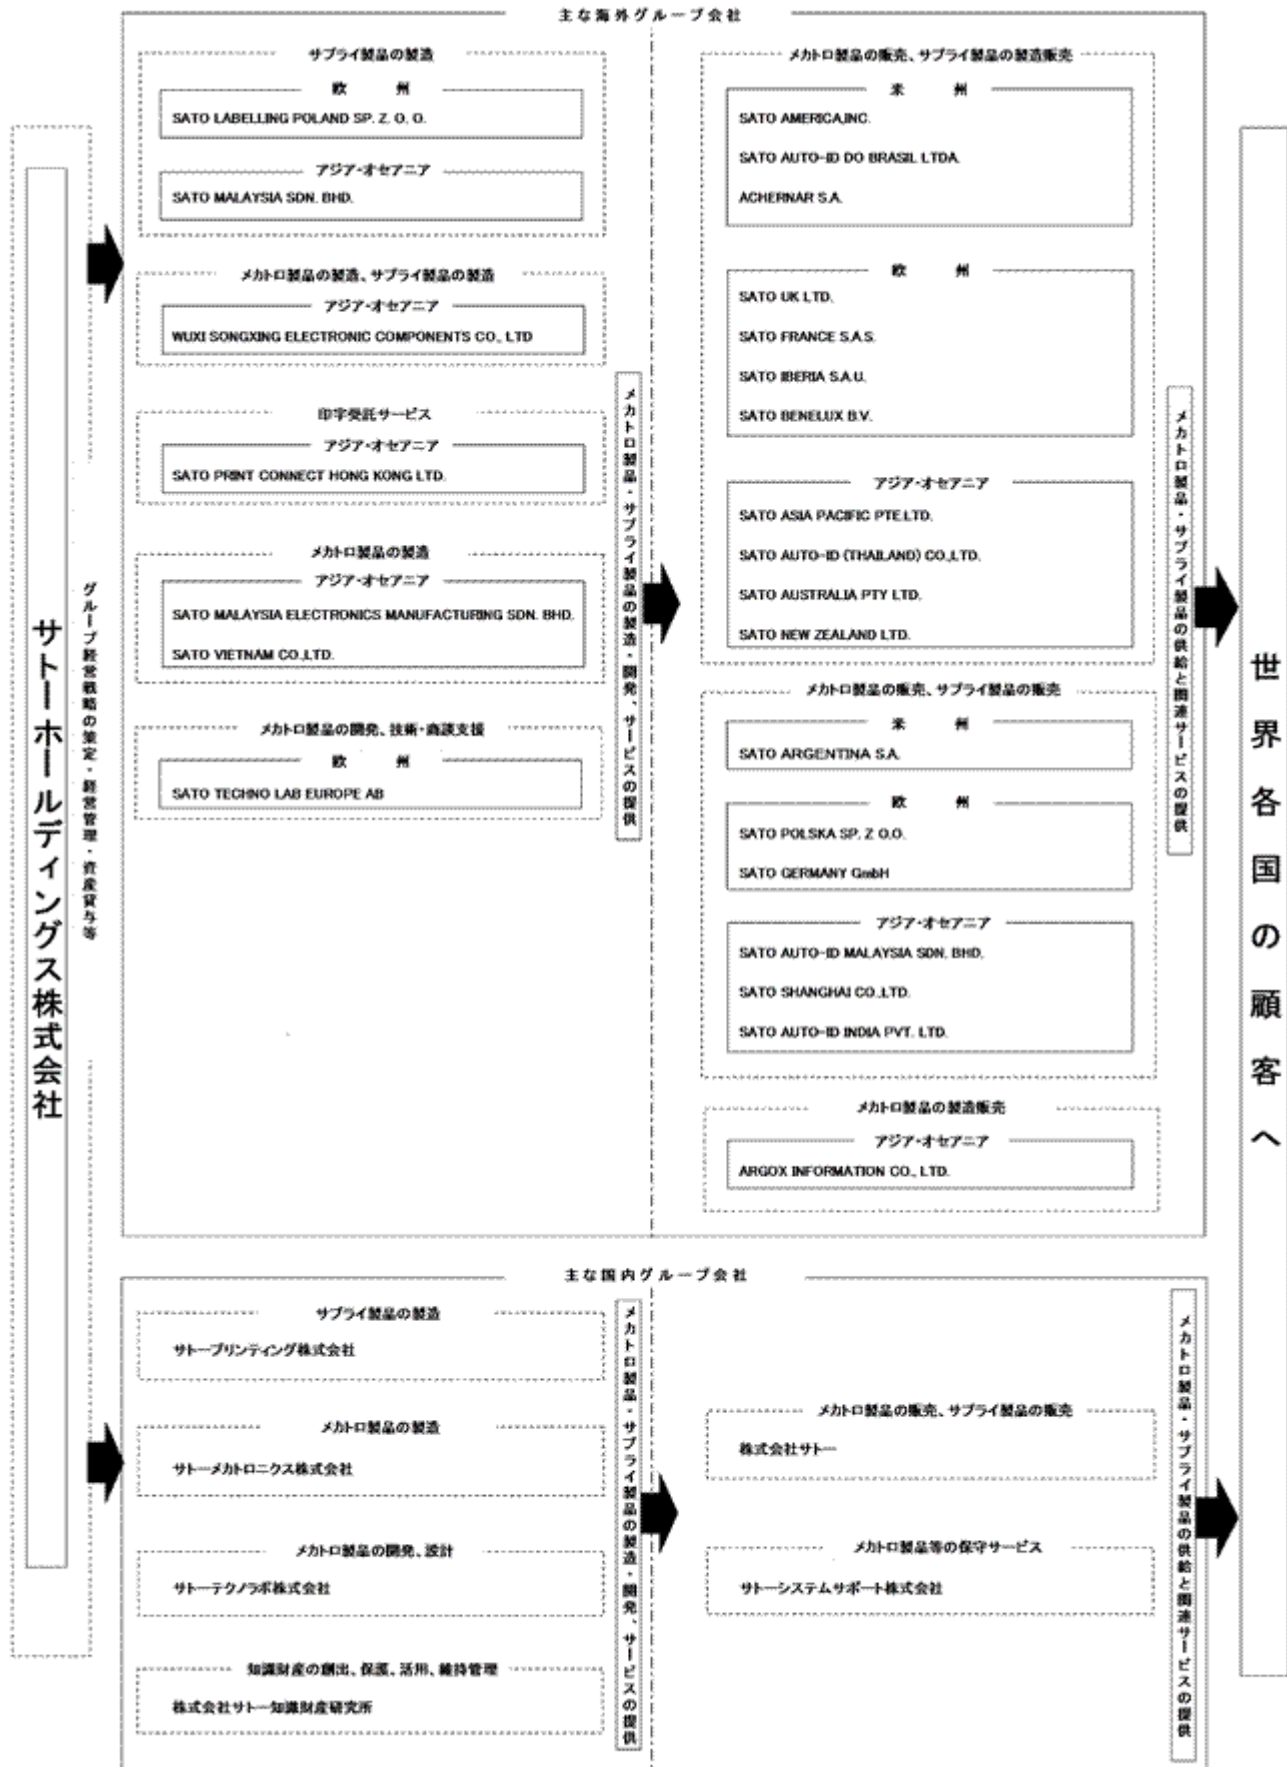 サトーホールディングス株式会社
グループ経営戦略の策定・経営管理・資産貸与等
主な海外グループ会社
サプライ製品の製造
欧 州
SATO LABELLING POLAND SP. Z. O. O.
アジア・オセアニア
SATO MALAYSIA SDN. BHD.
メカトロ製品の製造、サプライ製品の製造
アジア・オセアニア
WUXI SONGXING ELECTRONIC COMPONENTS CO., LTD
印字受託サービス
アジア・オセアニア
SATO PRINT CONNECT HONG KONG LTD.
メカトロ製品の製造
アジア・オセアニア
SATO MALAYSIA ELECTRONICS MANUFACTURING SDN. BHD.
SATO VIETNAM CO.,LTD.
メカトロ製品の開発、技術・商談支援
欧 州
SATO TECHNO LAB EUROPE AB
メカトロ製品・サプライ製品の製造・開発、サービスの提供
メカトロ製品の販売、サプライ製品の製造販売
米 州
SATO AMERICA,INC.
SATO AUTO-ID DO BRASIL LTDA.
ACHERNAR S.A.
欧 州
SATO UK LTD.
SATO FRANCE S.A.S.
SATO IBERIA S.A.U.
SATO BENELUX B.V.
アジア・オセアニア
SATO ASIA PACIFIC PTE.LTD.
SATO AUTO-ID (THAILAND) CO.,LTD.
SATO AUSTRALIA PTY LTD.
SATO NEW ZEALAND LTD.
メカトロ製品の販売、サプライ製品の販売
米 州
SATO ARGENTINA S.A.
欧 州
SATO POLSKA SP. Z O.O.
SATO GERMANY GmbH
アジア・オセアニア
SATO AUTO-ID MALAYSIA SDN. BHD.
SATO SHANGHAI CO.,LTD.
SATO AUTO-ID INDIA PVT. LTD.
メカトロ製品の製造販売
アジア・オセアニア
ARGOX INFORMATION CO., LTD.
メカトロ製品・サプライ製品の供給と関連サービスの提供
主な国内グループ会社
サプライ製品の製造
サトープリンティング株式会社
メカトロ製品の製造
サトーメカトロニクス株式会社
メカトロ製品の開発、設計
サトーテクノラボ株式会社
知識財産の創出、保護、活用、維持管理
株式会社サトー知識財産研究所
メカトロ製品・サプライ製品の製造・開発、サービスの提供
メカトロ製品の販売、サプライ製品の販売
株式会社サトー
メカトロ製品等の保守サービス
サトーシステムサポート株式会社
メカトロ製品・サプライ製品の供給と関連サービスの提供
世界各国の顧客へ